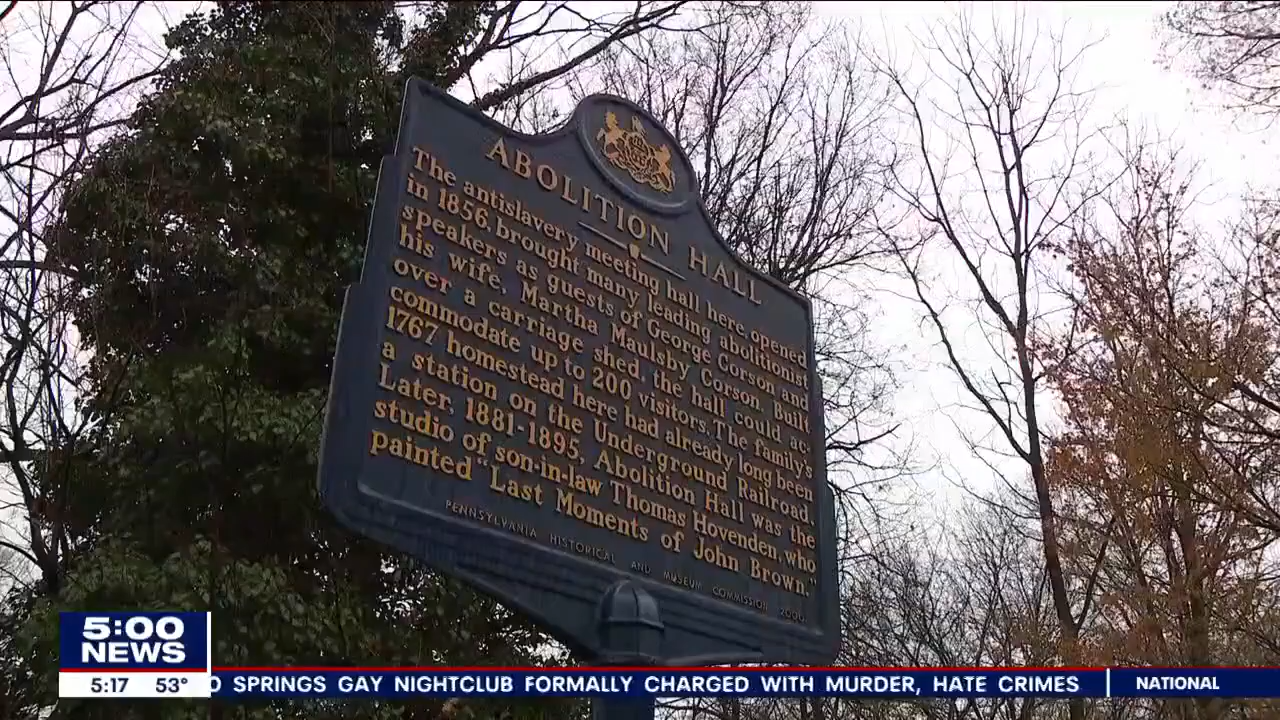 ABOLITION HALL
The antislavery meeting hall here, opened
in 1856, brought many leading abolitionist
speakers as guests of George Corson and
his wife, Martha Maulsby Corson. Built
over a carriage shed, the hall could ac-
commodate up to 200 visitors. The family's
1767 homestead here had already long been
a station on the Underground Railroad.
Later, 1881-1895, Abolition Hall was the
studio of son-in-law Thomas Hovenden, who
painted "Last Moments of John Brown."
PENNSYLVANIA HISTORICAL AND MUSEUM COMMISSION 2000
5:00
NEWS
5:17 53° O SPRINGS GAY NIGHTCLUB FORMALLY CHARGED WITH MURDER, HATE CRIMES NATIONAL